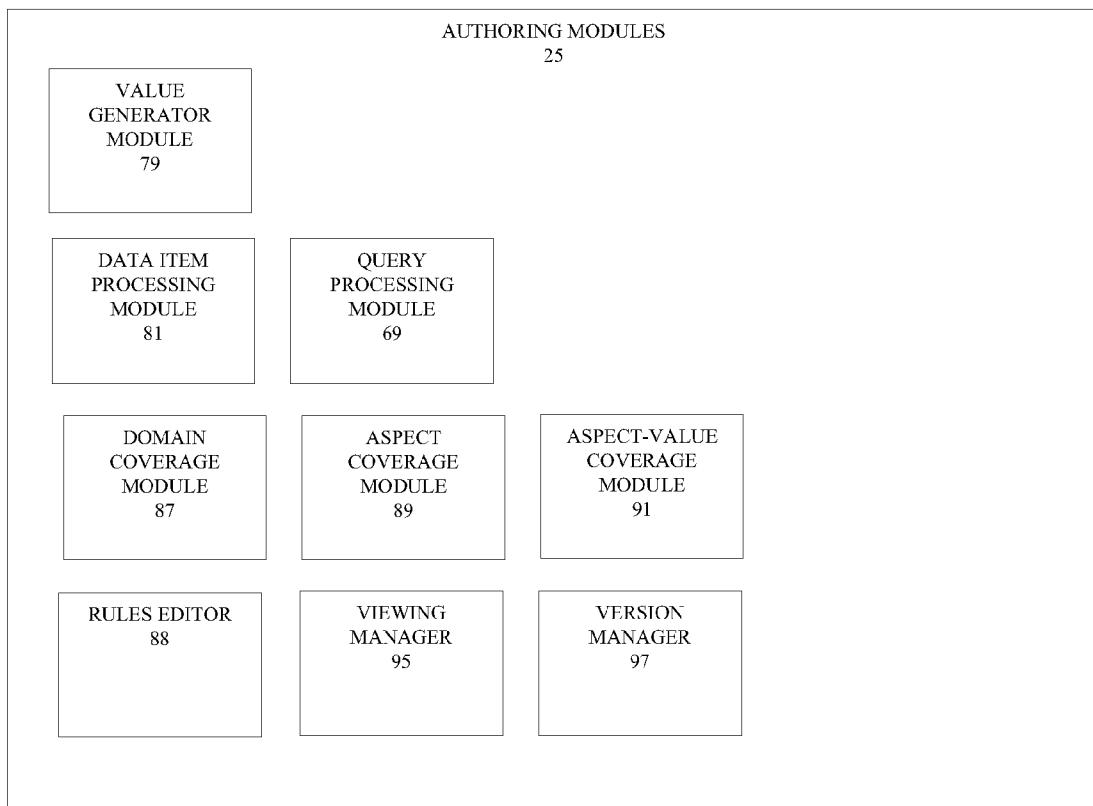 AUTHORING MODULES
25
VALUE
GENERATOR
MODULE
79
DATA ITEM
PROCESSING
MODULE
81
QUERY
PROCESSING
MODULE
69
DOMAIN
COVERAGE
MODULE
87
ASPECT
COVERAGE
MODULE
89
ASPECT-VALUE
COVERAGE
MODULE
91
RULES EDITOR
88
VIEWING
MANAGER
95
VERSION
MANAGER
97